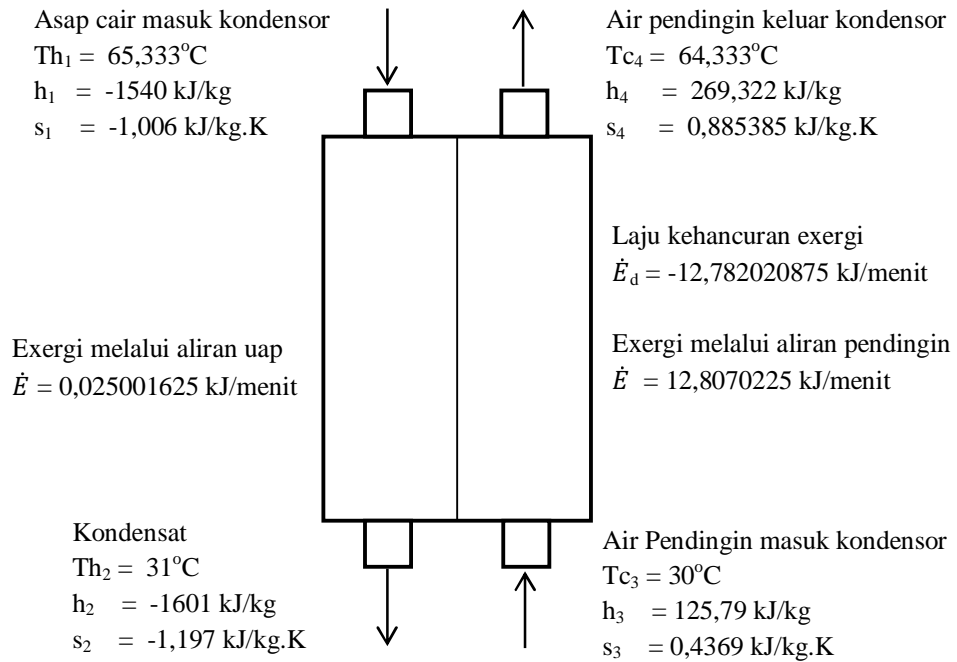 Asap cair masuk kondensor
Th₁ = 65,333°C
h₁ = -1540 kJ/kg
s₁ = -1,006 kJ/kg.K
Air pendingin keluar kondensor
Tc₄ = 64,333°C
h₄ = 269,322 kJ/kg
s₄ = 0,885385 kJ/kg.K
Laju kehancuran exergi
Ė_d = -12,782020875 kJ/menit
Exergi melalui aliran uap
Ė = 0,025001625 kJ/menit
Exergi melalui aliran pendingin
Ė = 12,8070225 kJ/menit
Kondensat
Th₂ = 31°C
h₂ = -1601 kJ/kg
s₂ = -1,197 kJ/kg.K
Air Pendingin masuk kondensor
Tc₃ = 30°C
h₃ = 125,79 kJ/kg
s₃ = 0,4369 kJ/kg.K